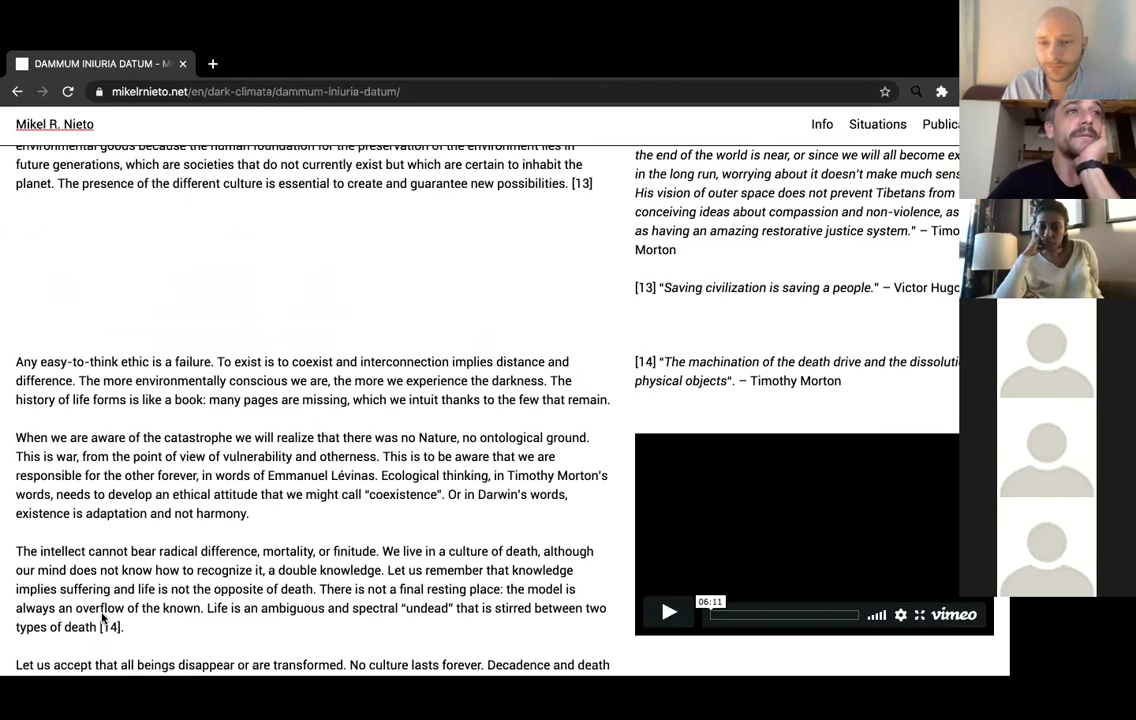 DAMMUM INIURIA DATUM - M
mikelrnieto.net/en/dark-climata/dammum-iniuria-datum/
Mikel R. Nieto
Info Situations Publica
environmental goods because the human foundation for the preservation of the environment lies in
future generations, which are societies that do not currently exist but which are certain to inhabit the
planet. The presence of the different culture is essential to create and guarantee new possibilities. [13]
Any easy-to-think ethic is a failure. To exist is to coexist and interconnection implies distance and
difference. The more environmentally conscious we are, the more we experience the darkness. The
history of life forms is like a book: many pages are missing, which we intuit thanks to the few that remain.
When we are aware of the catastrophe we will realize that there was no Nature, no ontological ground.
This is war, from the point of view of vulnerability and otherness. This is to be aware that we are
responsible for the other forever, in words of Emmanuel Lévinas. Ecological thinking, in Timothy Morton's
words, needs to develop an ethical attitude that we might call “coexistence”. Or in Darwin's words,
existence is adaptation and not harmony.
The intellect cannot bear radical difference, mortality, or finitude. We live in a culture of death, although
our mind does not know how to recognize it, a double knowledge. Let us remember that knowledge
implies suffering and life is not the opposite of death. There is not a final resting place: the model is
always an overflow of the known. Life is an ambiguous and spectral “undead” that is stirred between two
types of death [14].
Let us accept that all beings disappear or are transformed. No culture lasts forever. Decadence and death
the end of the world is near, or since we will all become ex
in the long run, worrying about it doesn't make much sens
His vision of outer space does not prevent Tibetans from
conceiving ideas about compassion and non-violence, as
as having an amazing restorative justice system." – Timo
Morton
[13] “Saving civilization is saving a people.” – Victor Hugo
[14] “The machination of the death drive and the dissoluti
physical objects“. – Timothy Morton
06:11
vimeo